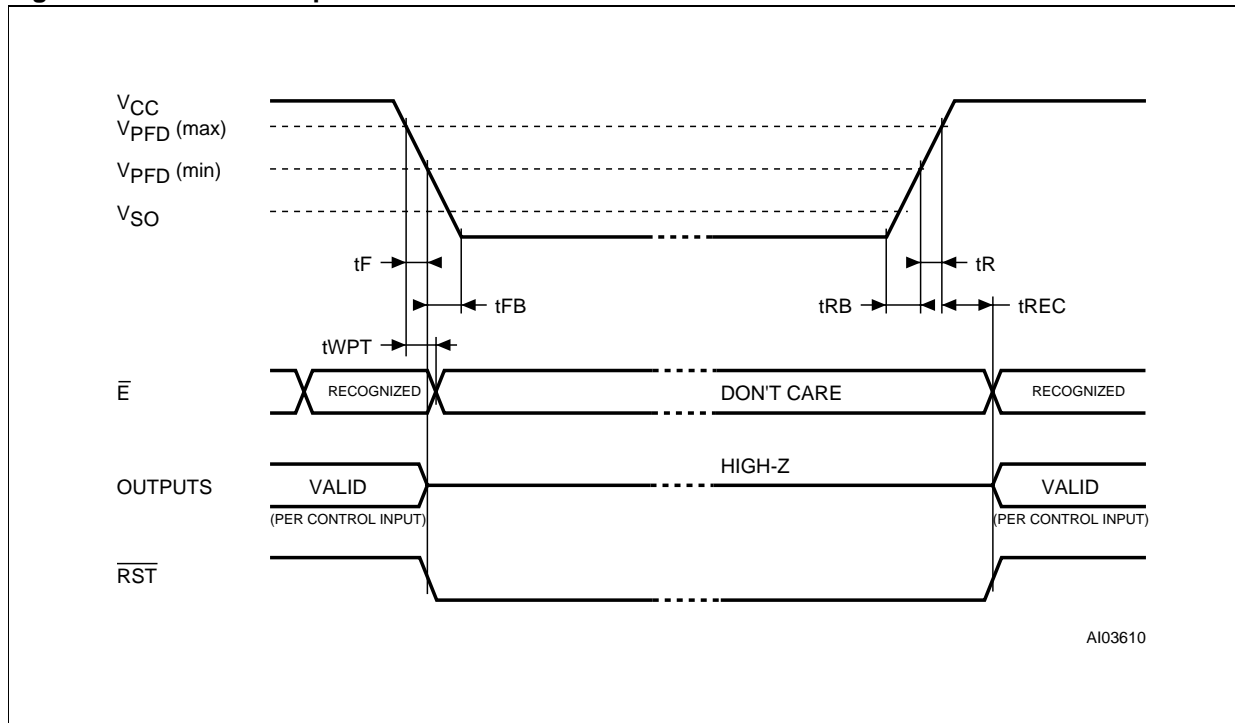 VCC
VPFD (max)
VPFD (min)
VSO
tF
tR
tFB
tRB
tREC
tWPT
E̅
RECOGNIZED
DON'T CARE
RECOGNIZED
HIGH-Z
OUTPUTS
VALID
VALID
(PER CONTROL INPUT)
(PER CONTROL INPUT)
R̅S̅T̅
AI03610